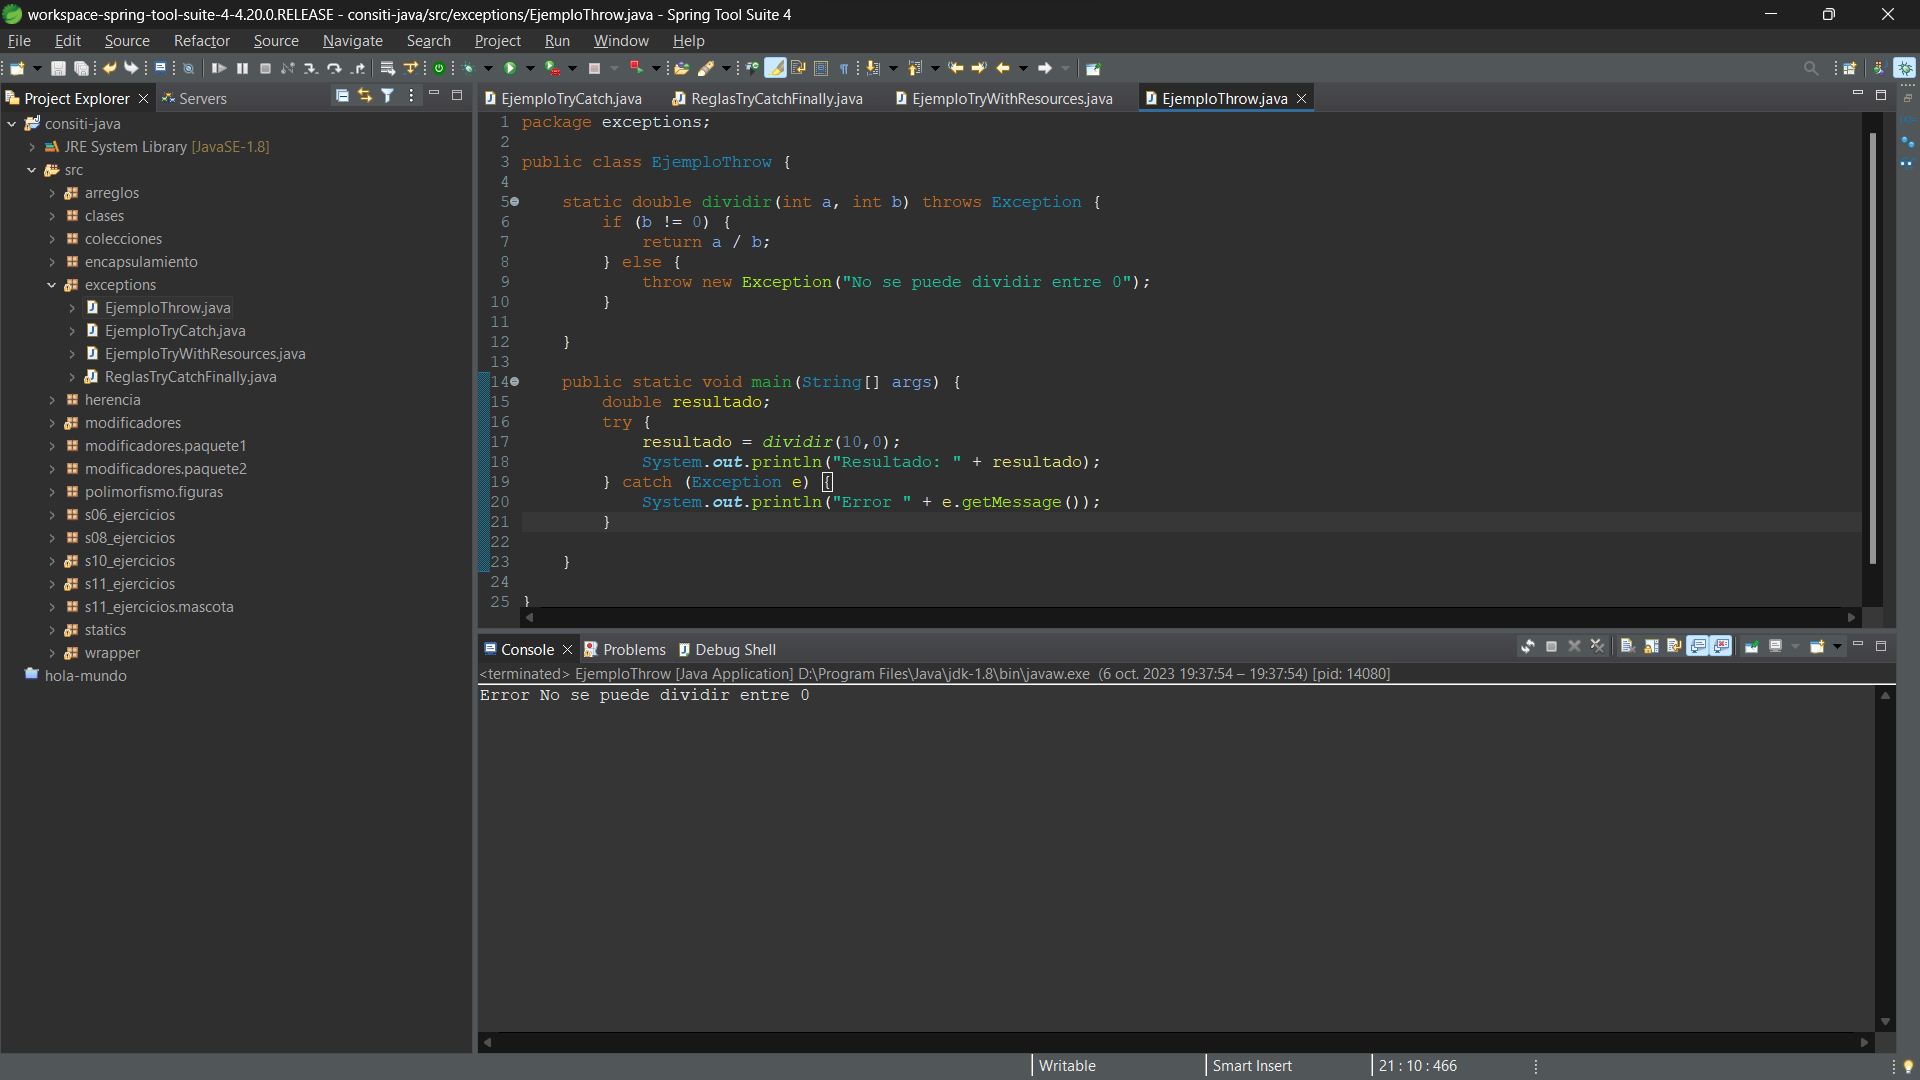 workspace-spring-tool-suite-4-4.20.0.RELEASE - consiti-java/src/exceptions/EjemploThrow.java - Spring Tool Suite 4
File Edit Source Refactor Source Navigate Search Project Run Window Help
Project Explorer Servers
consiti-java
JRE System Library [JavaSE-1.8]
src
arreglos
clases
colecciones
encapsulamiento
exceptions
EjemploThrow.java
EjemploTryCatch.java
EjemploTryWithResources.java
ReglasTryCatchFinally.java
herencia
modificadores
modificadores.paquete1
modificadores.paquete2
polimorfismo.figuras
s06_ejercicios
s08_ejercicios
s10_ejercicios
s11_ejercicios
s11_ejercicios.mascota
statics
wrapper
hola-mundo
EjemploTryCatch.java ReglasTryCatchFinally.java EjemploTryWithResources.java EjemploThrow.java
1 package exceptions;
2
3 public class EjemploThrow {
4
5 static double dividir(int a, int b) throws Exception {
6 if (b != 0) {
7 return a / b;
8 } else {
9 throw new Exception("No se puede dividir entre 0");
10 }
11
12 }
13
14 public static void main(String[] args) {
15 double resultado;
16 try {
17 resultado = dividir(10,0);
18 System.out.println("Resultado: " + resultado);
19 } catch (Exception e) {
20 System.out.println("Error " + e.getMessage());
21 }
22
23 }
24
25 }
Console Problems Debug Shell
<terminated> EjemploThrow [Java Application] D:\Program Files\Java\jdk-1.8\bin\javaw.exe (6 oct. 2023 19:37:54 – 19:37:54) [pid: 14080]
Error No se puede dividir entre 0
Writable Smart Insert 21 : 10 : 466